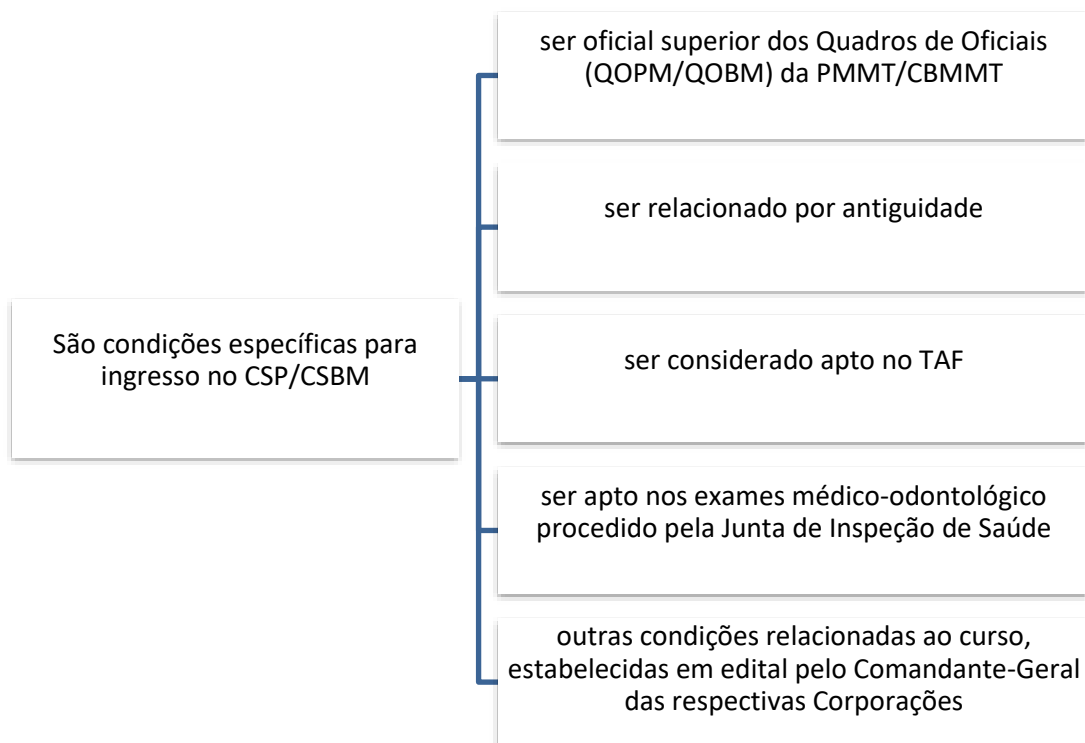 ser oficial superior dos Quadros de Oficiais
(QOPM/QOBM) da PMMT/CBMMT
ser relacionado por antiguidade
São condições específicas para
ingresso no CSP/CSBM
ser considerado apto no TAF
ser apto nos exames médico-odontológico
procedido pela Junta de Inspeção de Saúde
outras condições relacionadas ao curso,
estabelecidas em edital pelo Comandante-Geral
das respectivas Corporações